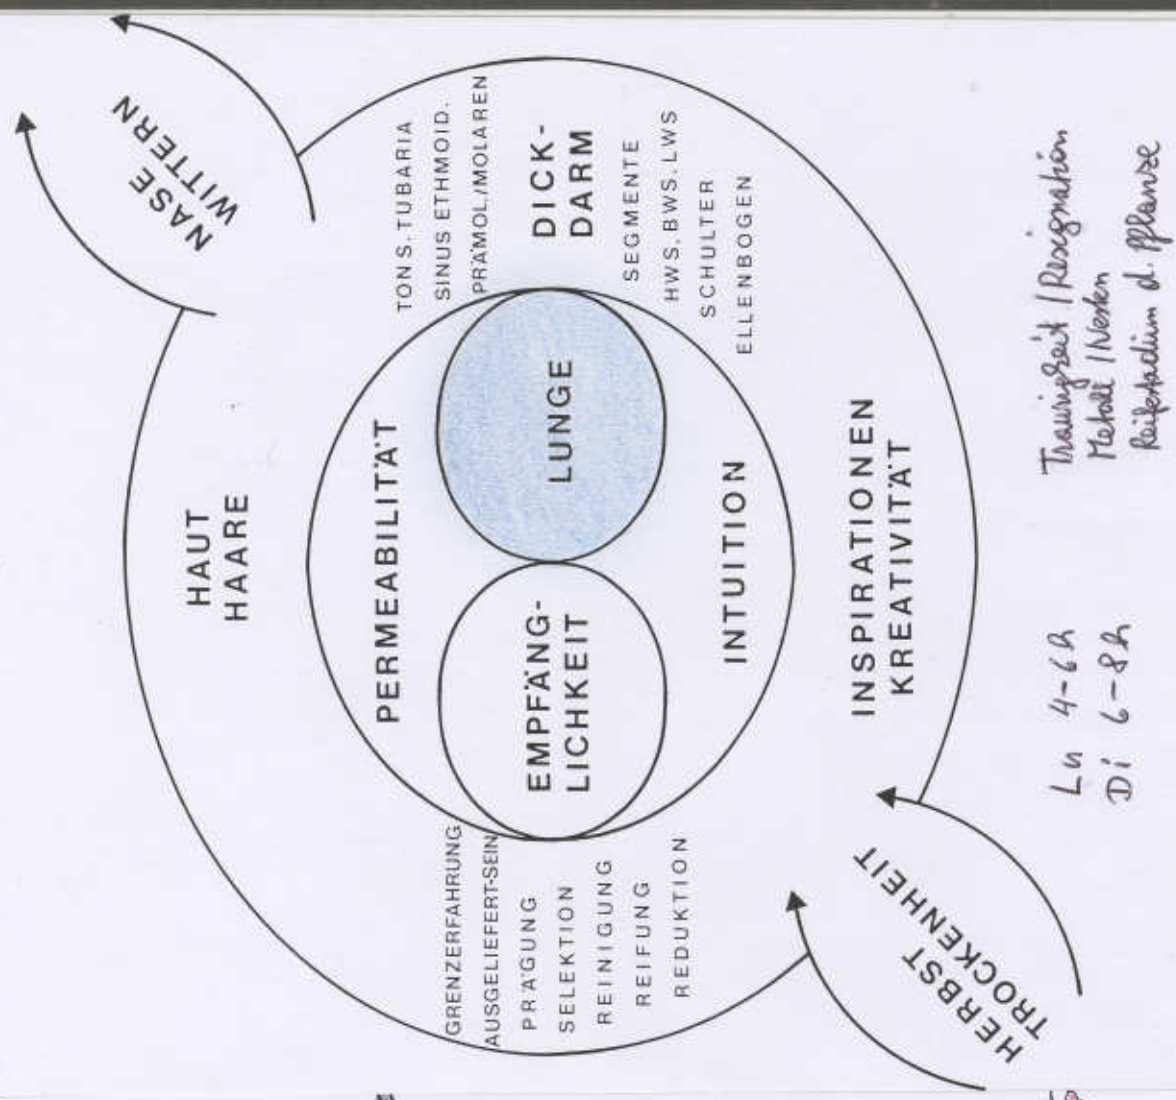 NASE
WITTERN
HAUT
HAARE
PERMEABILITÄT
TONS.TUBARIA
SINUS ETHMOID.
PRÄMOL./MOLAREN
DICK-
DARM
SEGMENTE
HWS.BWS.LWS
SCHULTER
ELLENBOGEN
GRENZERFAHRUNG
AUSGELIEFERT-SEIN
PRÄGUNG
SELEKTION
REINIGUNG
REIFUNG
REDUKTION
EMPFÄNG-
LICHKEIT
LUNGE
INTUITION
INSPIRATIONEN
KREATIVITÄT
HERBST
TROCKENHEIT
Lu 4-6h
Di 6-8h
Traurigkeit / Resignation
Metall / Westen
Reifestadium d. Pflanze